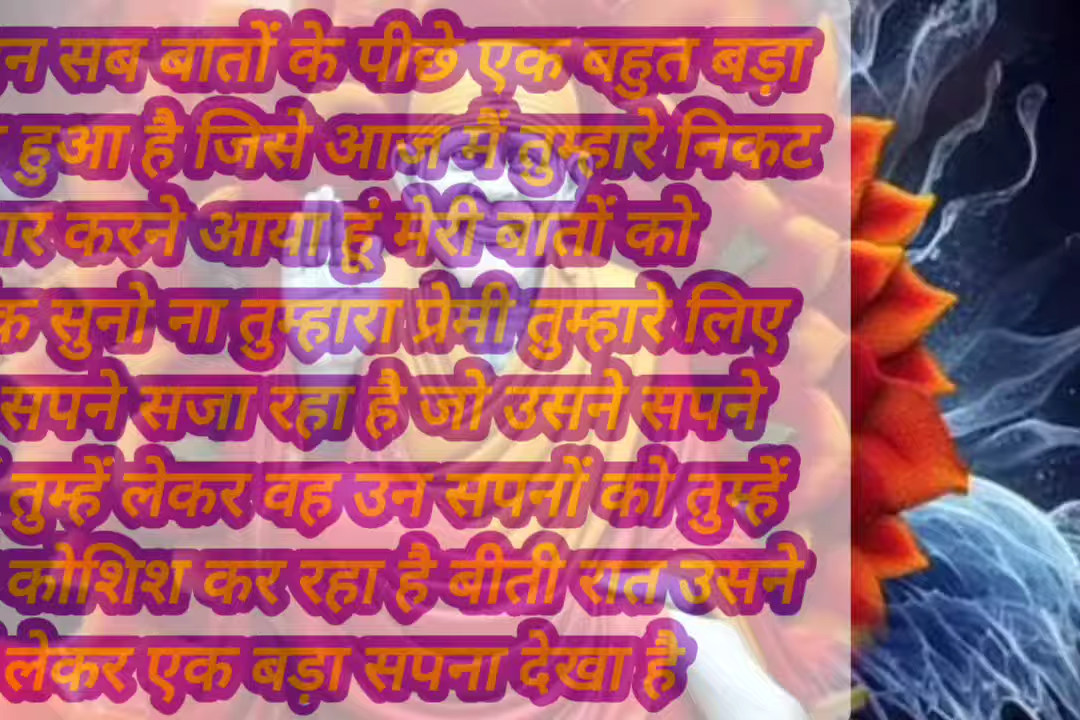 सब बातों के पीछे एक बहुत बड़ा
हुआ है जिसे आज मैं तुम्हारे निकट
करने आया हूं मेरी बातों को
सुनो ना तुम्हारा प्रेमी तुम्हारे लिए
सपने सजा रहा है जो उसने सपने
तुम्हें लेकर वह उन सपनों को तुम्हें
कोशिश कर रहा है बीती रात उसने
लेकर एक बड़ा सपना देखा है